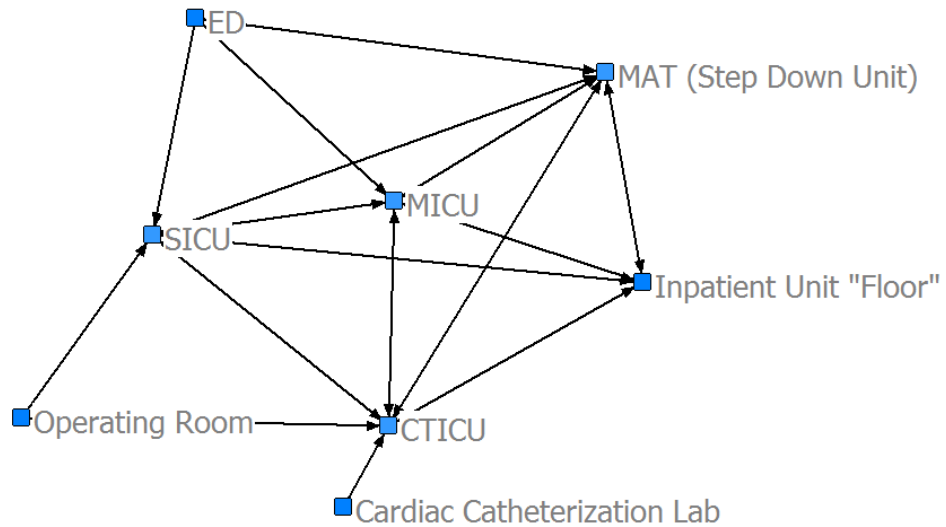 ED
MAT (Step Down Unit)
MICU
SICU
Inpatient Unit "Floor"
Operating Room
CTICU
Cardiac Catheterization Lab